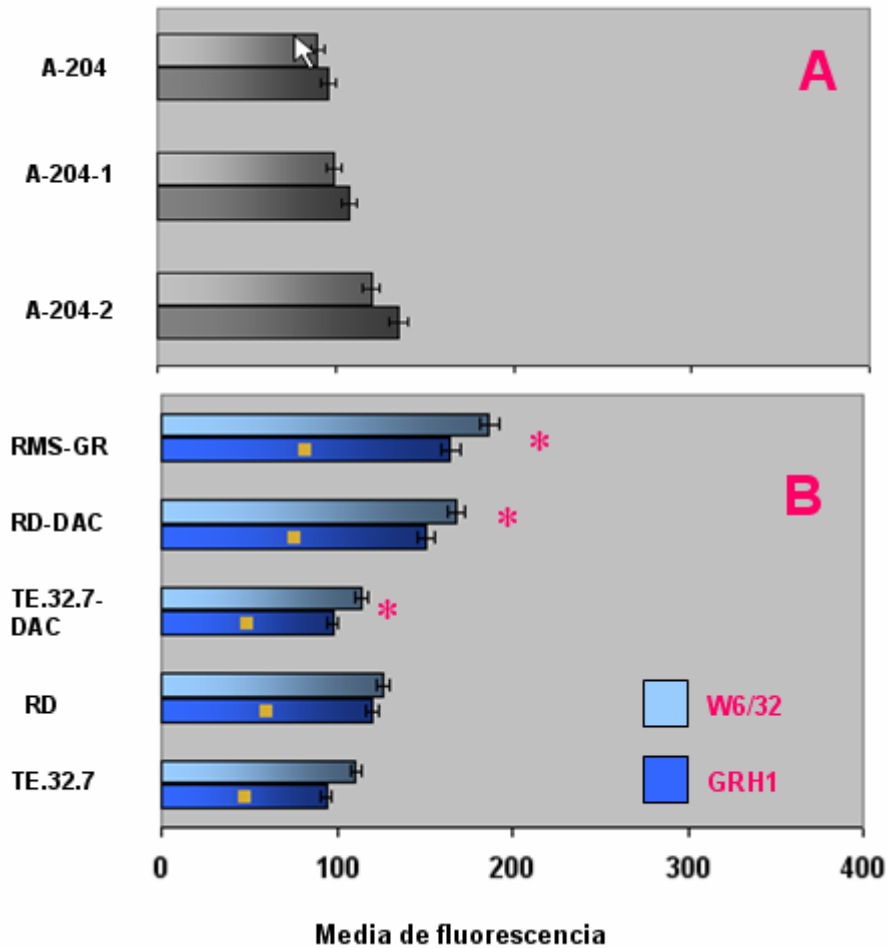 A-204
A
A-204-1
A-204-2
RMS-GR
*
B
RD-DAC
*
TE.32.7-
DAC
*
RD
W6/32
TE.32.7
GRH1
0 100 200 300 400
Media de fluorescencia